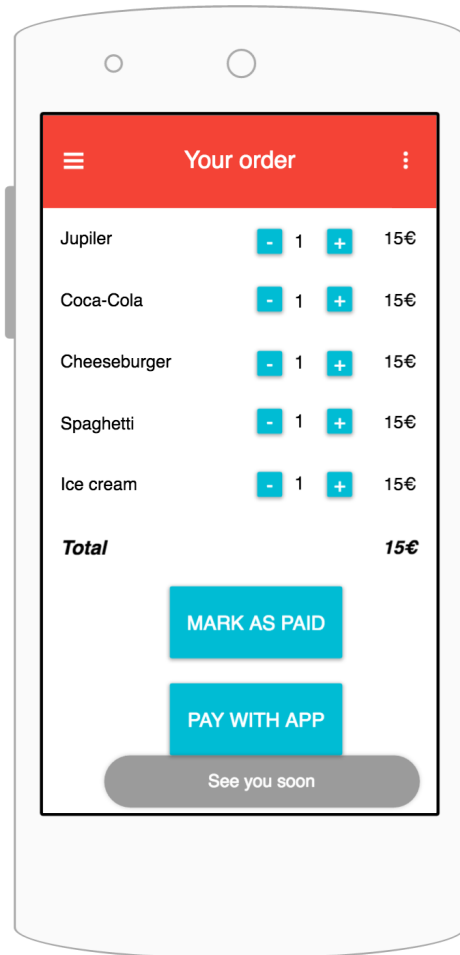 Your order
Jupiler - 1 + 15€
Coca-Cola - 1 + 15€
Cheeseburger - 1 + 15€
Spaghetti - 1 + 15€
Ice cream - 1 + 15€
Total 15€
MARK AS PAID
PAY WITH APP
See you soon